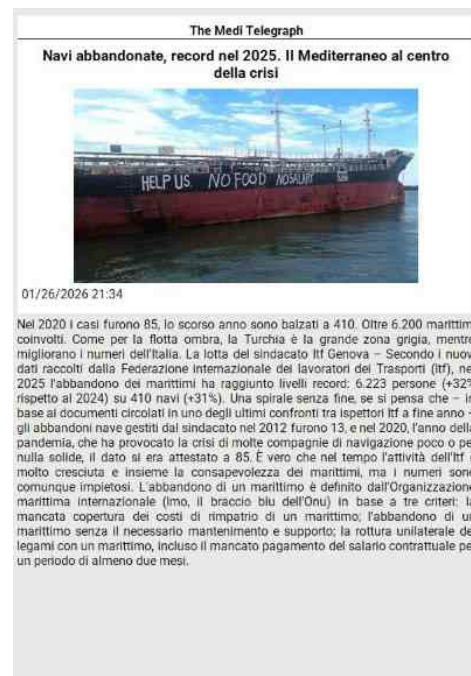 The Medi Telegraph
Navi abbandonate, record nel 2025. Il Mediterraneo al centro
della crisi
HELP US NO FOOD NO SALARY
01/26/2026 21:34
Nel 2020 i casi furono 85, lo scorso anno sono balzati a 410. Oltre 6.200 marittim
coinvolti. Come per la flotta ombra, la Turchia è la grande zona grigia, mentre
migliorano i numeri dell'Italia. La lotta del sindacato Itf Genova – Secondo i nuov
dati raccolti dalla Federazione internazionale dei lavoratori dei Trasporti (Itf), ne
2025 l'abbandono dei marittimi ha raggiunto livelli record: 6.223 persone (+32%
rispetto al 2024) su 410 navi (+31%). Una spirale senza fine, se si pensa che – in
base ai documenti circolati in uno degli ultimi confronti tra ispettori Itf a fine anno –
gli abbandoni nave gestiti dal sindacato nel 2012 furono 13, e nel 2020, l'anno della
pandemia, che ha provocato la crisi di molte compagnie di navigazione poco o pe
nulla solide, il dato si era attestato a 85. È vero che nel tempo l'attività dell'Itf
molto cresciuta e insieme la consapevolezza dei marittimi, ma i numeri sono
comunque impietosi. L'abbandono di un marittimo è definito dall'Organizzazione
marittima internazionale (Imo, il braccio blu dell'Onu) in base a tre criteri: la
mancata copertura dei costi di rimpatrio di un marittimo; l'abbandono di un
marittimo senza il necessario mantenimento e supporto; la rottura unilaterale de
legami con un marittimo, incluso il mancato pagamento del salario contrattuale pe
un periodo di almeno due mesi.